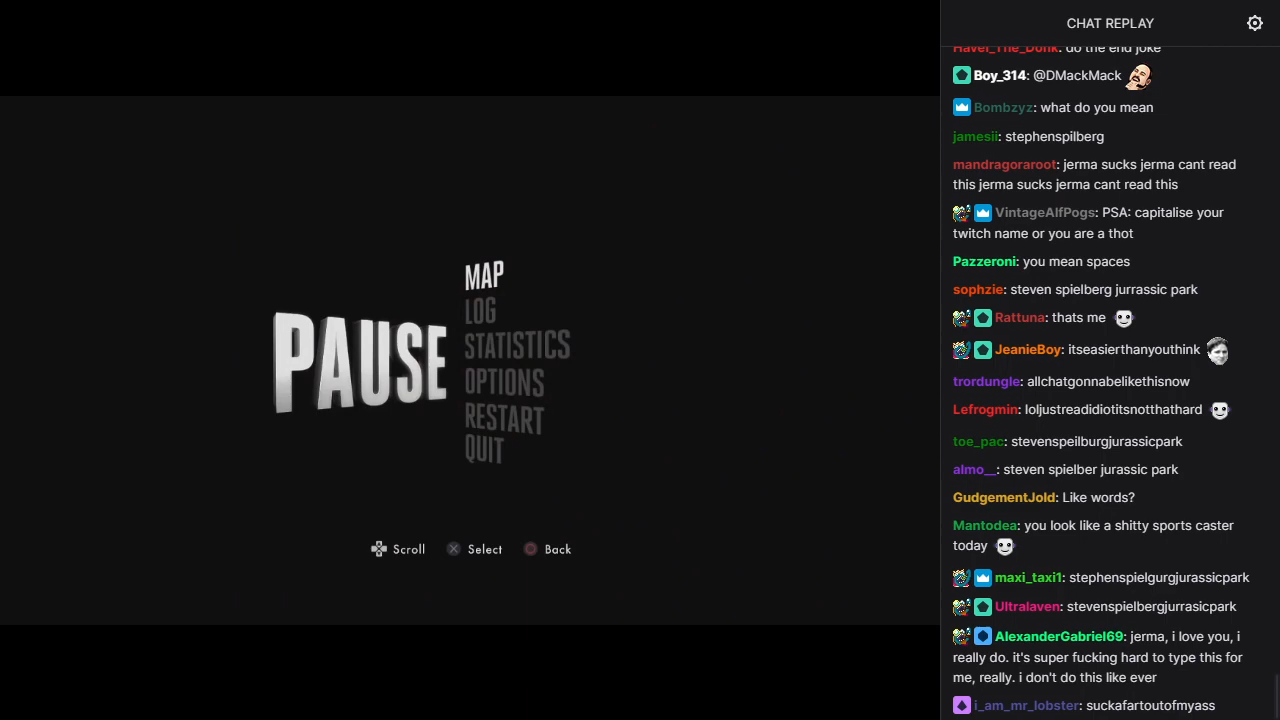 PAUSE
MAP
LOG
STATISTICS
OPTIONS
RESTART
QUIT
Scroll Select Back
CHAT REPLAY
Havel_The_Donk: do the end joke
Boy_314: @DMackMack
Bombzyz: what do you mean
jamesii: stephenspilberg
mandragoraroot: jerma sucks jerma cant read
this jerma sucks jerma cant read this
VintageAlfPogs: PSA: capitalise your
twitch name or you are a thot
Pazzeroni: you mean spaces
sophzie: steven spielberg jurrassic park
Rattuna: thats me
JeanieBoy: itseasierthanyouthink
trordungle: allchatgonnabelikethisnow
Lefrogmin: loljustreadidiotitsnotthathard
toe_pac: stevenspeilburgjurassicpark
almo__: steven spielber jurassic park
GudgementJold: Like words?
Mantodea: you look like a shitty sports caster
today
maxi_taxi1: stephenspielgurgjurassicpark
Ultralaven: stevenspielbergjurrasicpark
AlexanderGabriel69: jerma, i love you, i
really do. it's super fucking hard to type this for
me, really. i don't do this like ever
i_am_mr_lobster: suckafartoutofmyass